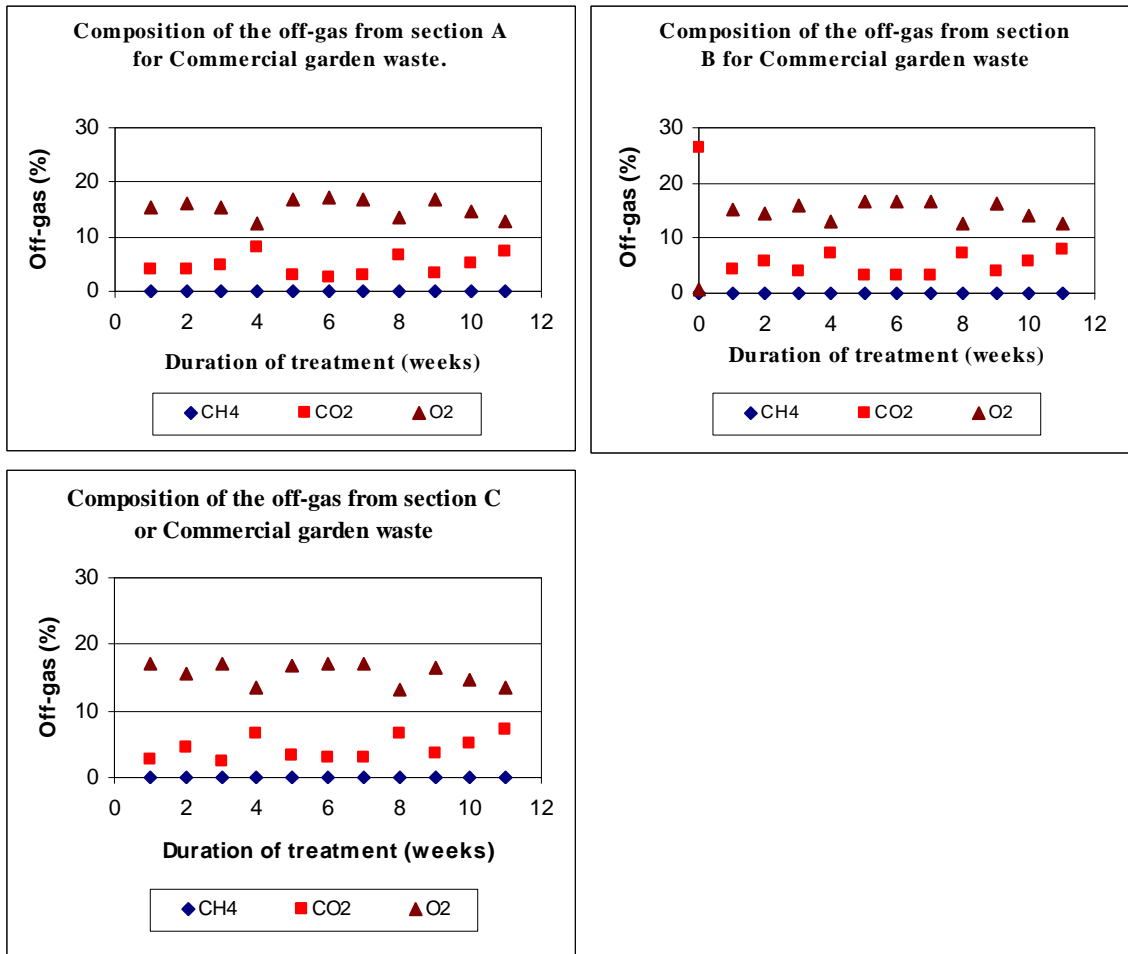 Composition of the off-gas from section A
for Commercial garden waste.
30
20
10
0
Off-gas (%)
0 2 4 6 8 10 12
Duration of treatment (weeks)
CH4 CO2 O2
Composition of the off-gas from section
B for Commercial garden waste
30
20
10
0
Off-gas (%)
0 2 4 6 8 10 12
Duration of treatment (weeks)
CH4 CO2 O2
Composition of the off-gas from section C
or Commercial garden waste
30
20
10
0
Off-gas (%)
0 2 4 6 8 10 12
Duration of treatment (weeks)
CH4 CO2 O2